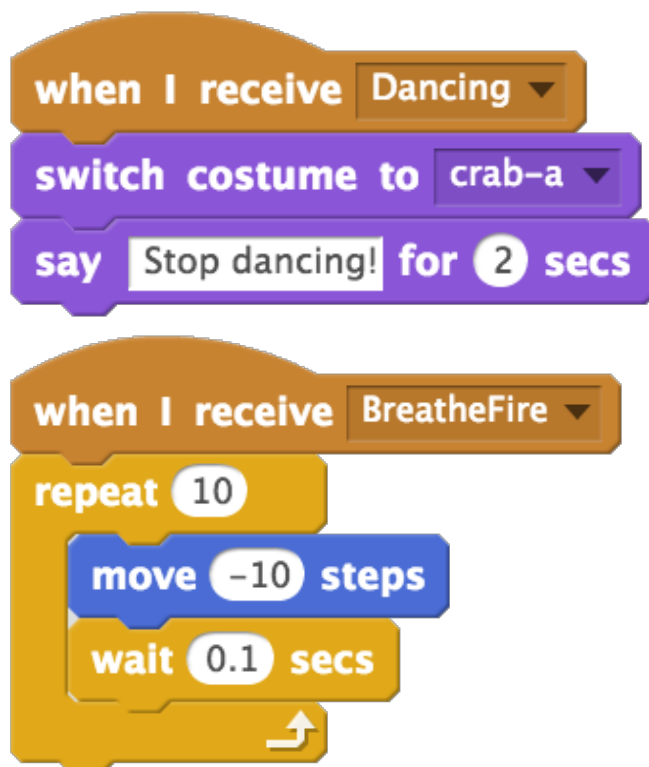 when I receive Dancing
switch costume to crab-a
say Stop dancing! for 2 secs
when I receive BreatheFire
repeat 10
move -10 steps
wait 0.1 secs